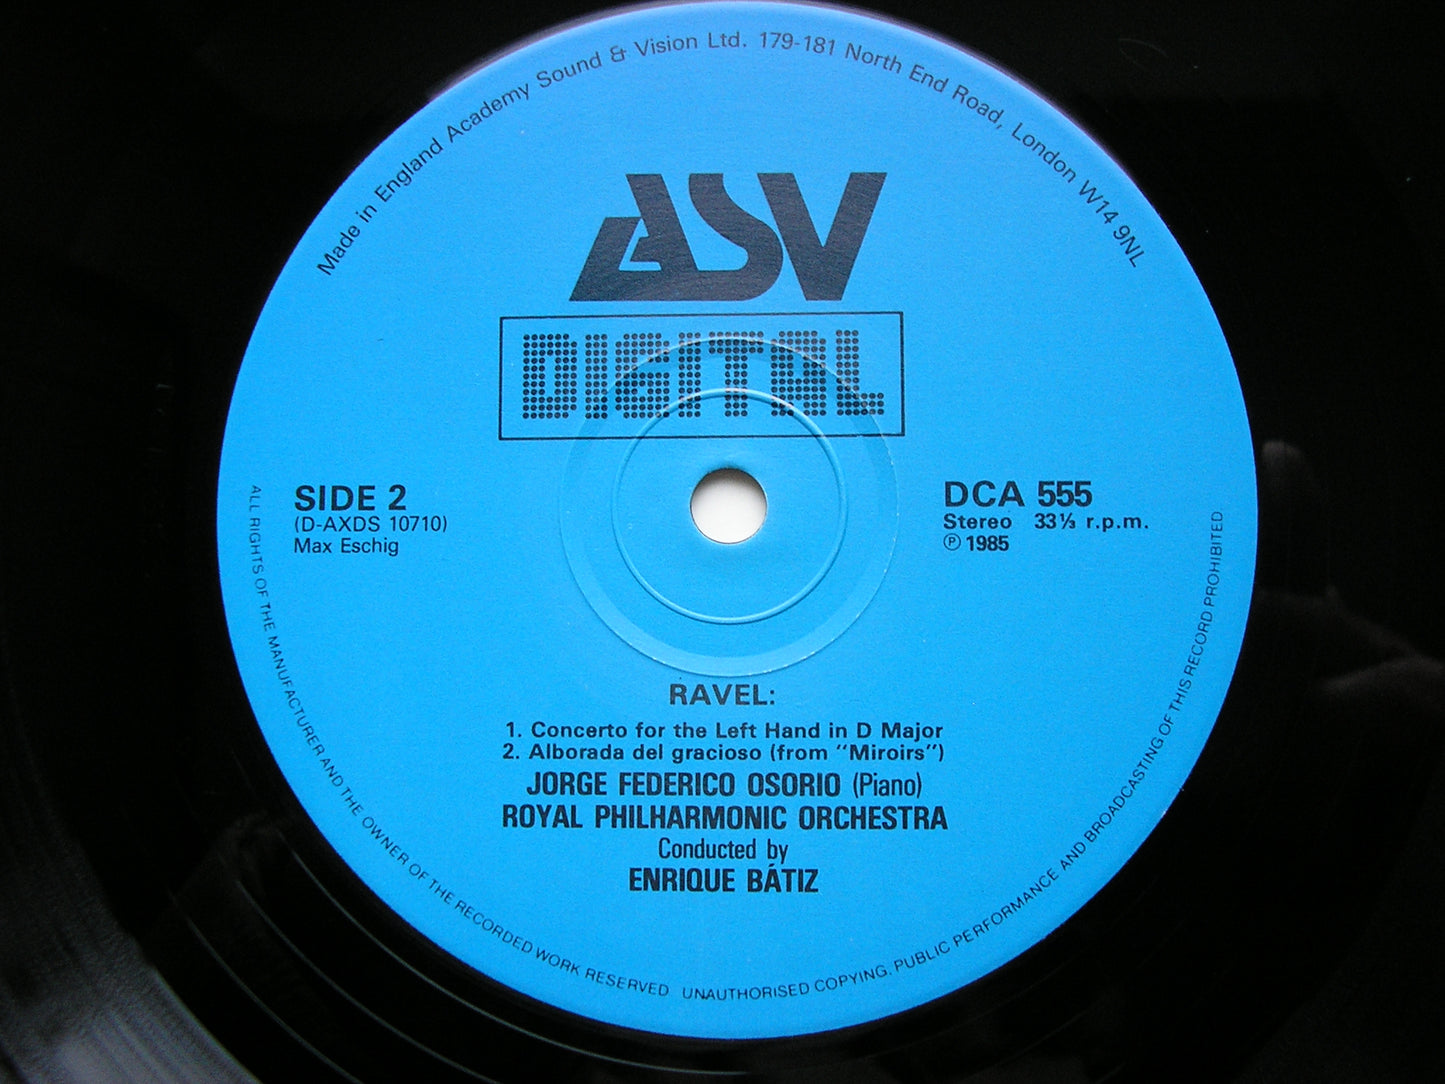 Made in England Academy Sound & Vision Ltd. 179-181 North End Road, London W14 9NL
ASV
DIGITAL
SIDE 2
(D-AXDS 10710)
Max Eschig
DCA 555
Stereo 33⅓ r.p.m.
℗ 1985
RAVEL:
1. Concerto for the Left Hand in D Major
2. Alborada del gracioso (from "Miroirs")
JORGE FEDERICO OSORIO (Piano)
ROYAL PHILHARMONIC ORCHESTRA
Conducted by
ENRIQUE BÁTIZ
ALL RIGHTS OF THE MANUFACTURER AND THE OWNER OF THE RECORDED WORK RESERVED UNAUTHORISED COPYING. PUBLIC PERFORMANCE AND BROADCASTING OF THIS RECORD PROHIBITED